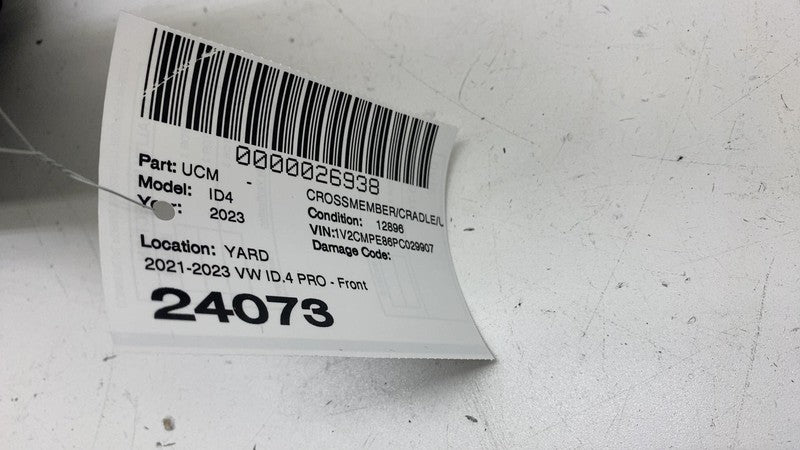 0000026938
Part: UCM -
CROSSMEMBER/CRADLE/
Model: ID4
Condition: 12896
2023
VIN:1V2CMPE86PC029907
Damage Code:
Location: YARD
2021-2023 VW ID.4 PRO - Front
24073